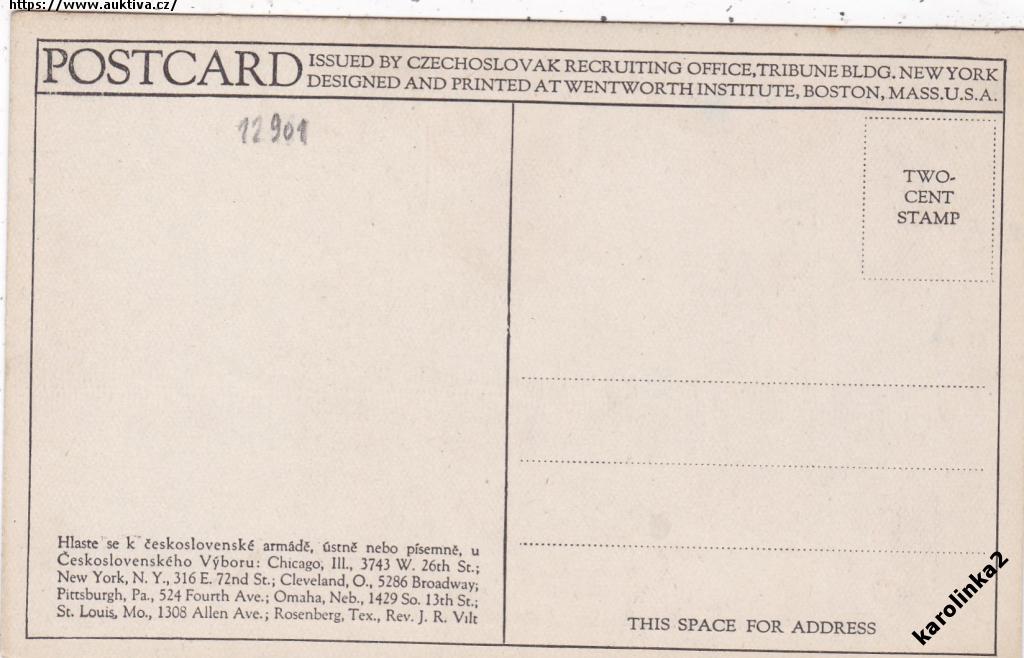 https://www.auktiva.cz/
POSTCARD
ISSUED BY CZECHOSLOVAK RECRUITING OFFICE, TRIBUNE BLDG. NEW YORK
DESIGNED AND PRINTED AT WENTWORTH INSTITUTE, BOSTON, MASS. U.S.A.
12901
TWO-
CENT
STAMP
Hlaste se k československé armádě, ústně nebo písemně, u
Československého Výboru: Chicago, Ill., 3743 W. 26th St.;
New York, N. Y., 316 E. 72nd St.; Cleveland, O., 5286 Broadway;
Pittsburgh, Pa., 524 Fourth Ave.; Omaha, Neb., 1429 So. 13th St.;
St. Louis, Mo., 1308 Allen Ave.; Rosenberg, Tex., Rev. J. R. Vilt
THIS SPACE FOR ADDRESS
karolinka2